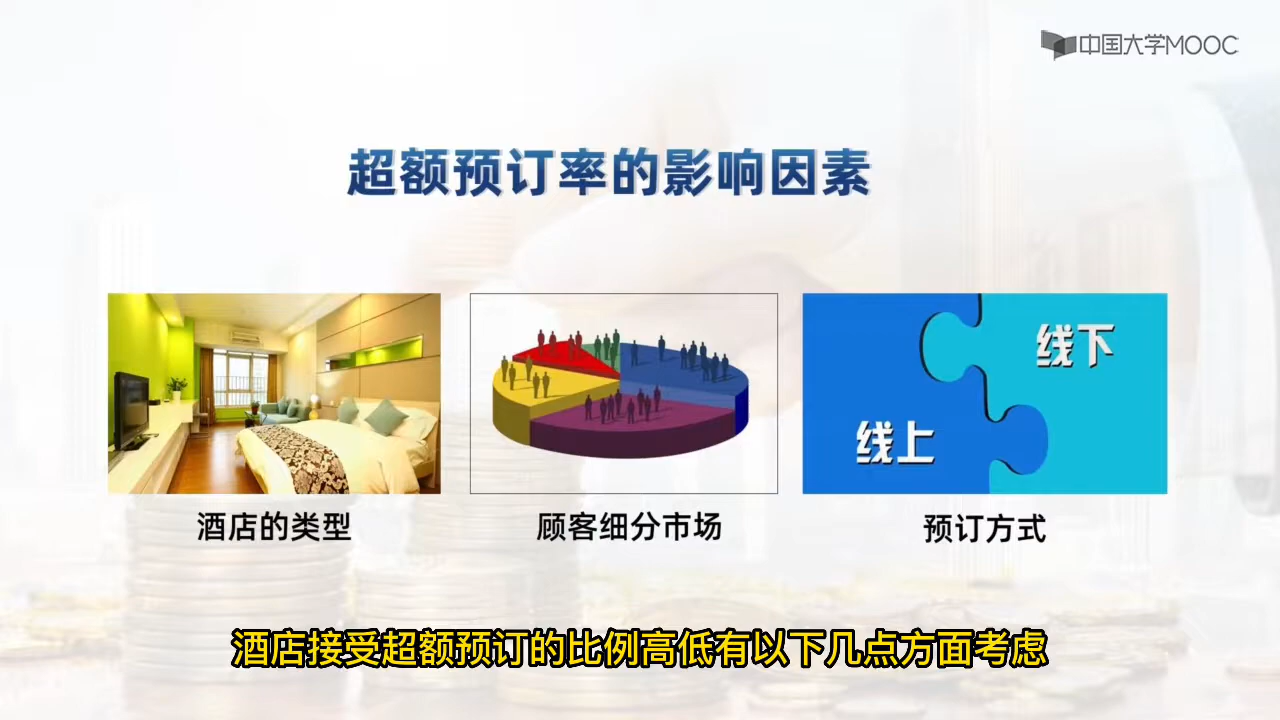 中国大学MOOC
超额预订率的影响因素
线下
线上
酒店的类型
顾客细分市场
预订方式
酒店接受超额预订的比例高低有以下几点方面考虑